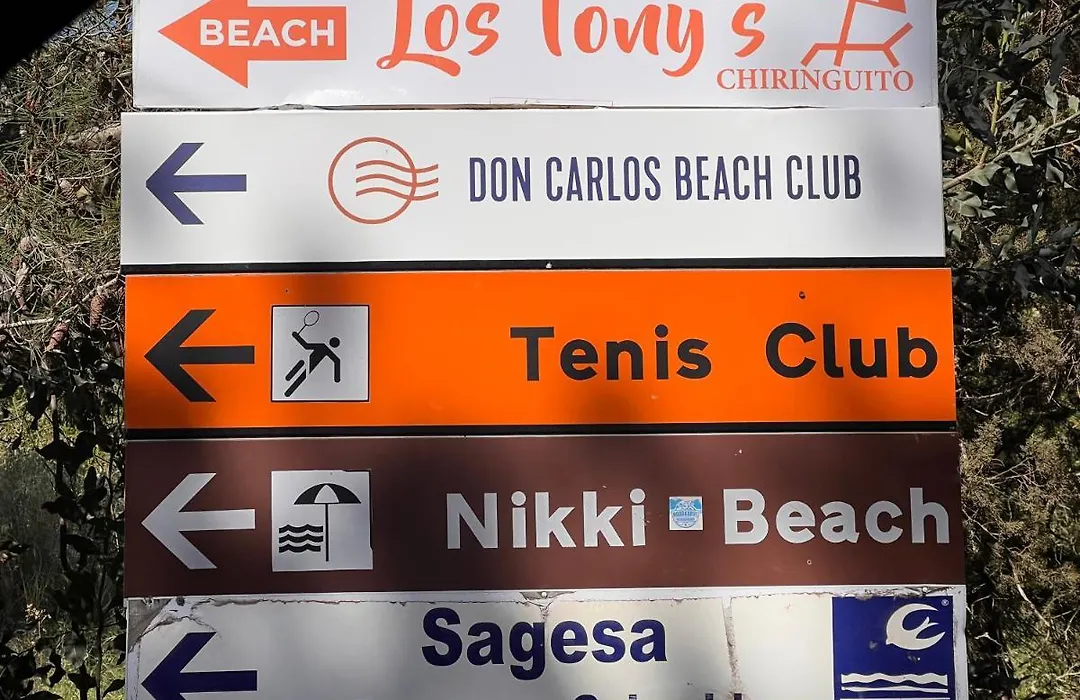 BEACH
Los Tony's
CHIRINGUITO
DON CARLOS BEACH CLUB
Tenis Club
Nikki Beach
Sagesa